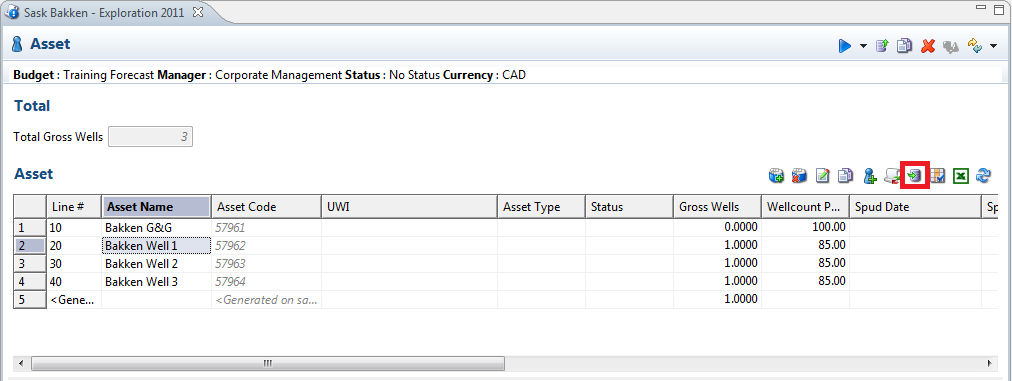 Sask Bakken - Exploration 2011
Asset
Budget : Training Forecast Manager : Corporate Management Status : No Status Currency : CAD
Total
Total Gross Wells 3
Asset
Line # Asset Name Asset Code UWI Asset Type Status Gross Wells Wellcount P... Spud Date Sp
1 10 Bakken G&G 57961 0.0000 100.00
2 20 Bakken Well 1 57962 1.0000 85.00
3 30 Bakken Well 2 57963 1.0000 85.00
4 40 Bakken Well 3 57964 1.0000 85.00
5 <Gene... <Generated on sa... 1.0000